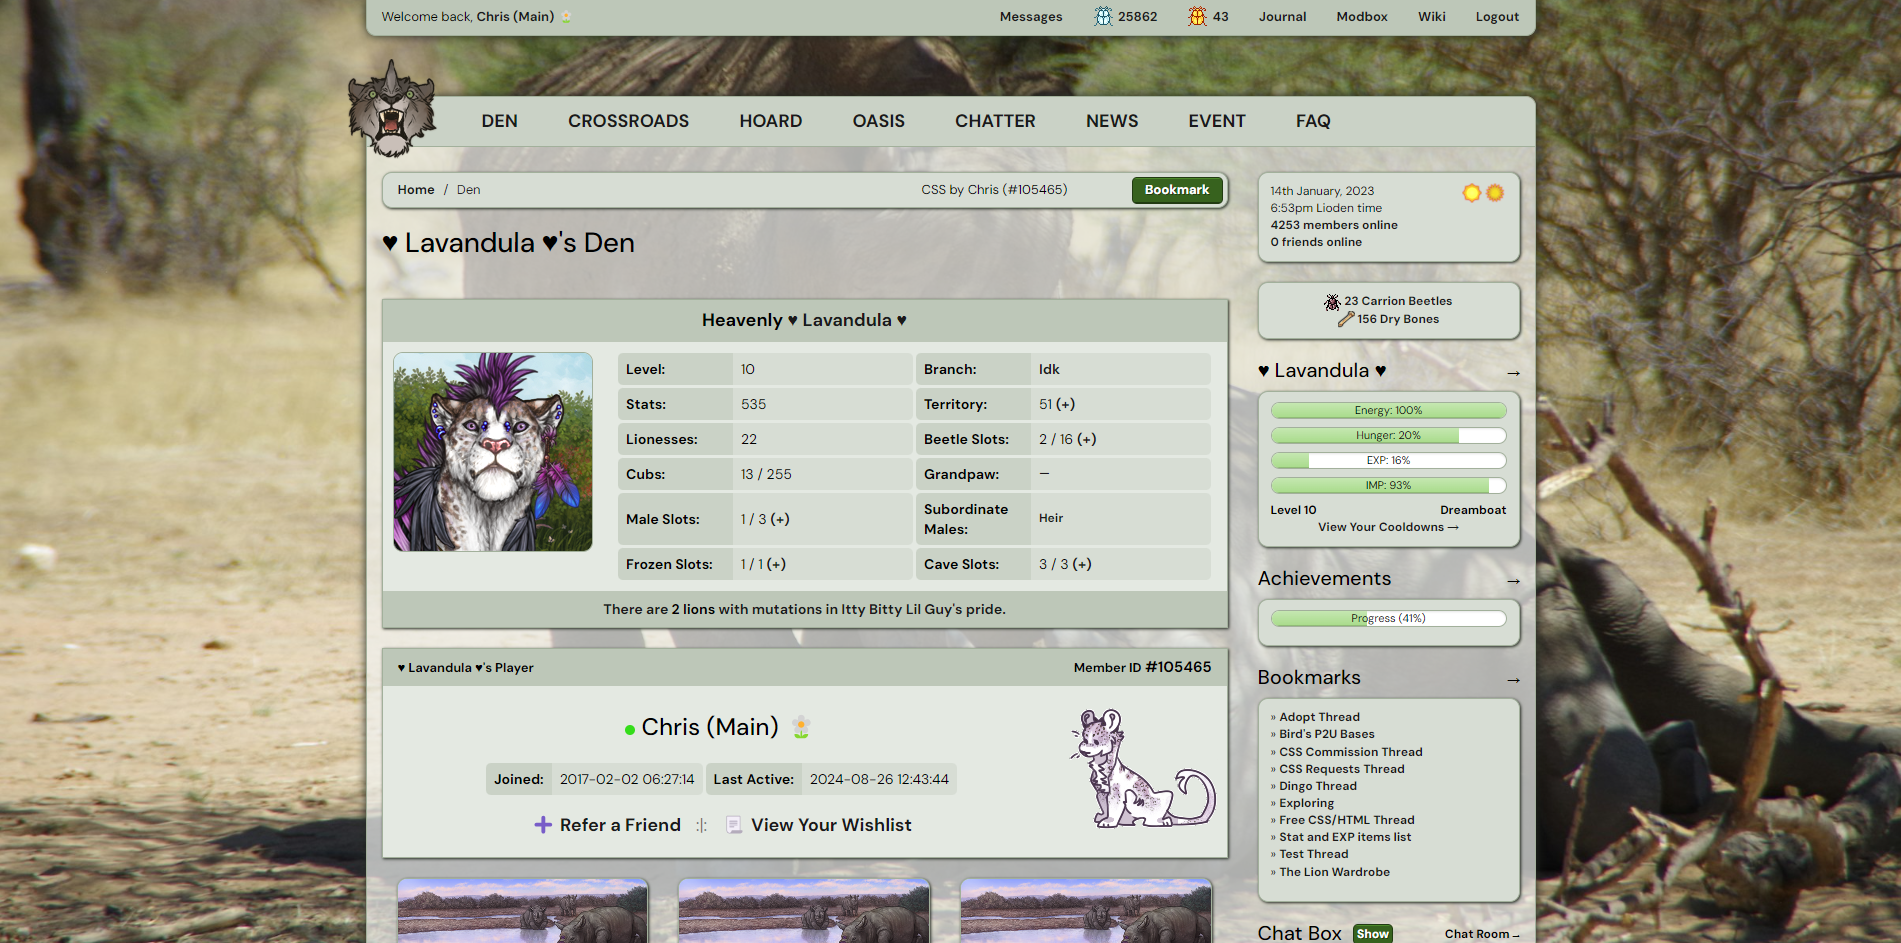 Welcome back, Chris (Main)
Messages 25862 43 Journal Modbox Wiki Logout
DEN CROSSROADS HOARD OASIS CHATTER NEWS EVENT FAQ
Home / Den CSS by Chris (#105465) Bookmark
♥ Lavandula ♥'s Den
Heavenly ♥ Lavandula ♥
Level: 10 Branch: Idk
Stats: 535 Territory: 51 (+)
Lionesses: 22 Beetle Slots: 2 / 16 (+)
Cubs: 13 / 255 Grandpaw: —
Male Slots: 1 / 3 (+) Subordinate Males: Heir
Frozen Slots: 1 / 1 (+) Cave Slots: 3 / 3 (+)
There are 2 lions with mutations in Itty Bitty Lil Guy's pride.
♥ Lavandula ♥'s Player Member ID #105465
Chris (Main)
Joined: 2017-02-02 06:27:14 Last Active: 2024-08-26 12:43:44
Refer a Friend :|: View Your Wishlist
14th January, 2023
6:53pm Lioden time
4253 members online
0 friends online
23 Carrion Beetles
156 Dry Bones
♥ Lavandula ♥ →
Energy: 100%
Hunger: 20%
EXP: 16%
IMP: 93%
Level 10 Dreamboat
View Your Cooldowns →
Achievements →
Progress (41%)
Bookmarks →
» Adopt Thread
» Bird's P2U Bases
» CSS Commission Thread
» CSS Requests Thread
» Dingo Thread
» Exploring
» Free CSS/HTML Thread
» Stat and EXP items list
» Test Thread
» The Lion Wardrobe
Chat Box Show Chat Room →